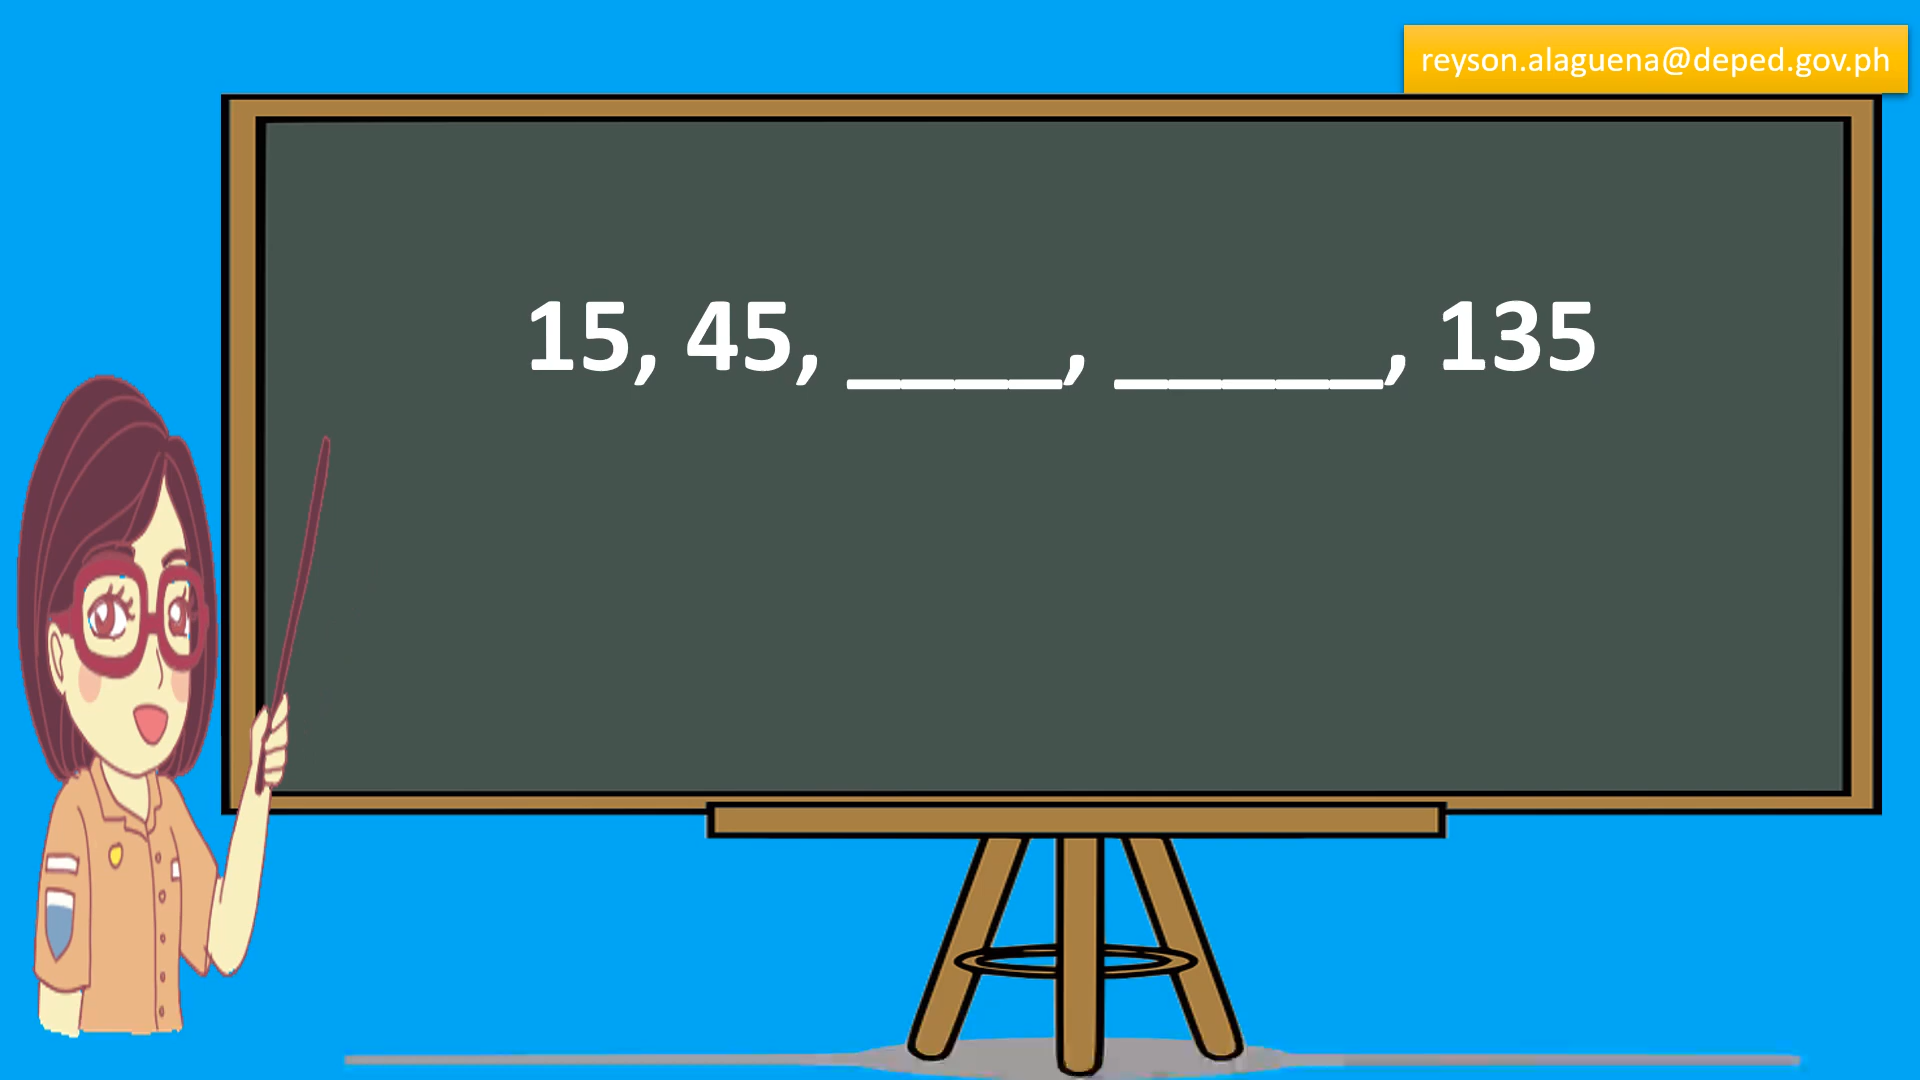 reyson.alaguena@deped.gov.ph
15, 45, ____, _____, 135